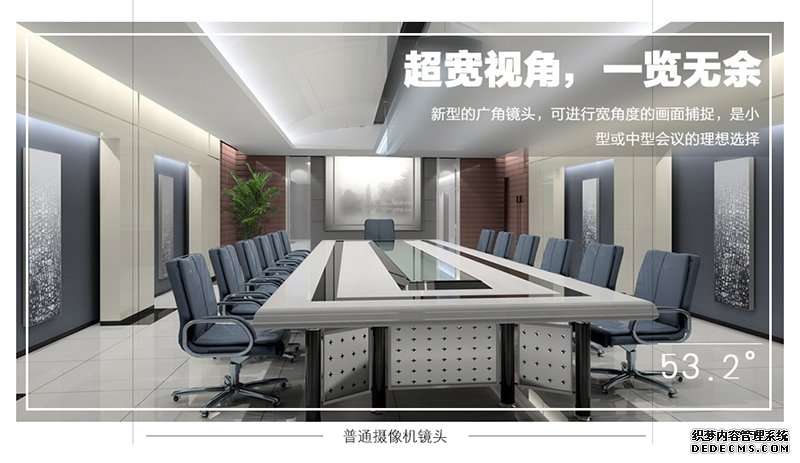 超宽视角，一览无余
新型的广角镜头，可进行宽角度的画面捕捉，是小
型或中型会议的理想选择
53.2°
普通摄像机镜头
织梦内容管理系统
DEDECMS.COM